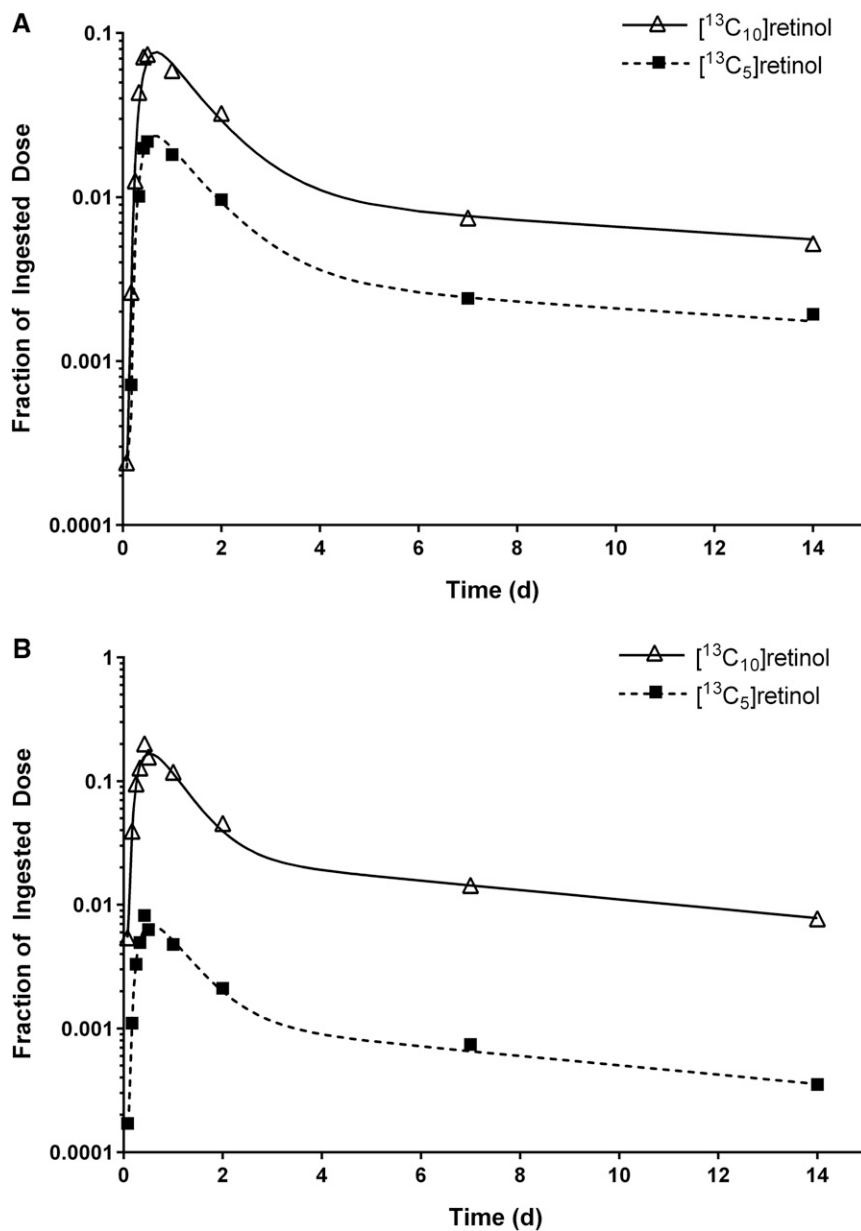 A
[¹³C₁₀]retinol
[¹³C₅]retinol
0.1
0.01
0.001
0.0001
Fraction of Ingested Dose
0 2 4 6 8 10 12 14
Time (d)
B
[¹³C₁₀]retinol
[¹³C₅]retinol
1
0.1
0.01
0.001
0.0001
Fraction of Ingested Dose
0 2 4 6 8 10 12 14
Time (d)